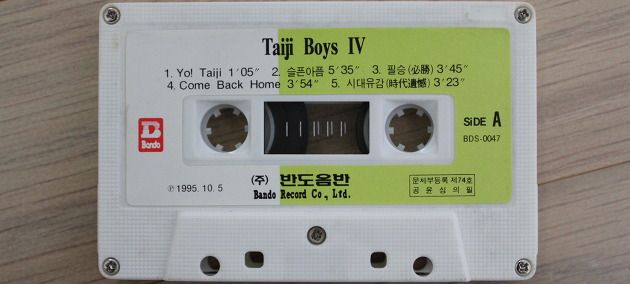 Taiji Boys IV
1. Yo! Taiji 1′05″ 2. 슬픈아픔 5′35″ 3. 필승(必勝) 3′45″
4. Come Back Home 3′54″ 5. 시대유감(時代遺憾) 3′23″
SiDE A
BDS-0047
B
Bando
℗ 1995. 10. 5
(주) 반도음반
Bando Record Co., Ltd.
문체부등록 제74호
공 윤 심 의 필